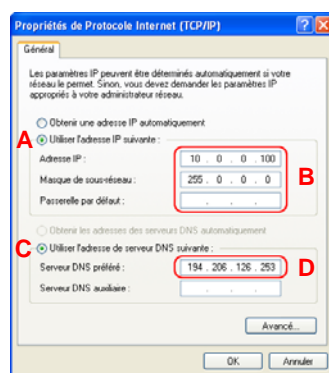 Propriétés de Protocole Internet (TCP/IP)
Général
Les paramètres IP peuvent être déterminés automatiquement si votre
réseau le permet. Sinon, vous devez demander les paramètres IP
appropriés à votre administrateur réseau.
Obtenir une adresse IP automatiquement
A Utiliser l'adresse IP suivante :
Adresse IP : 10 . 0 . 0 . 100
Masque de sous-réseau : 255 . 0 . 0 . 0 B
Passerelle par défaut : . . .
Obtenir les adresses des serveurs DNS automatiquement
C Utiliser l'adresse de serveur DNS suivante :
Serveur DNS préféré : 194 . 206 . 126 . 253 D
Serveur DNS auxiliaire : . . .
Avancé...
OK Annuler